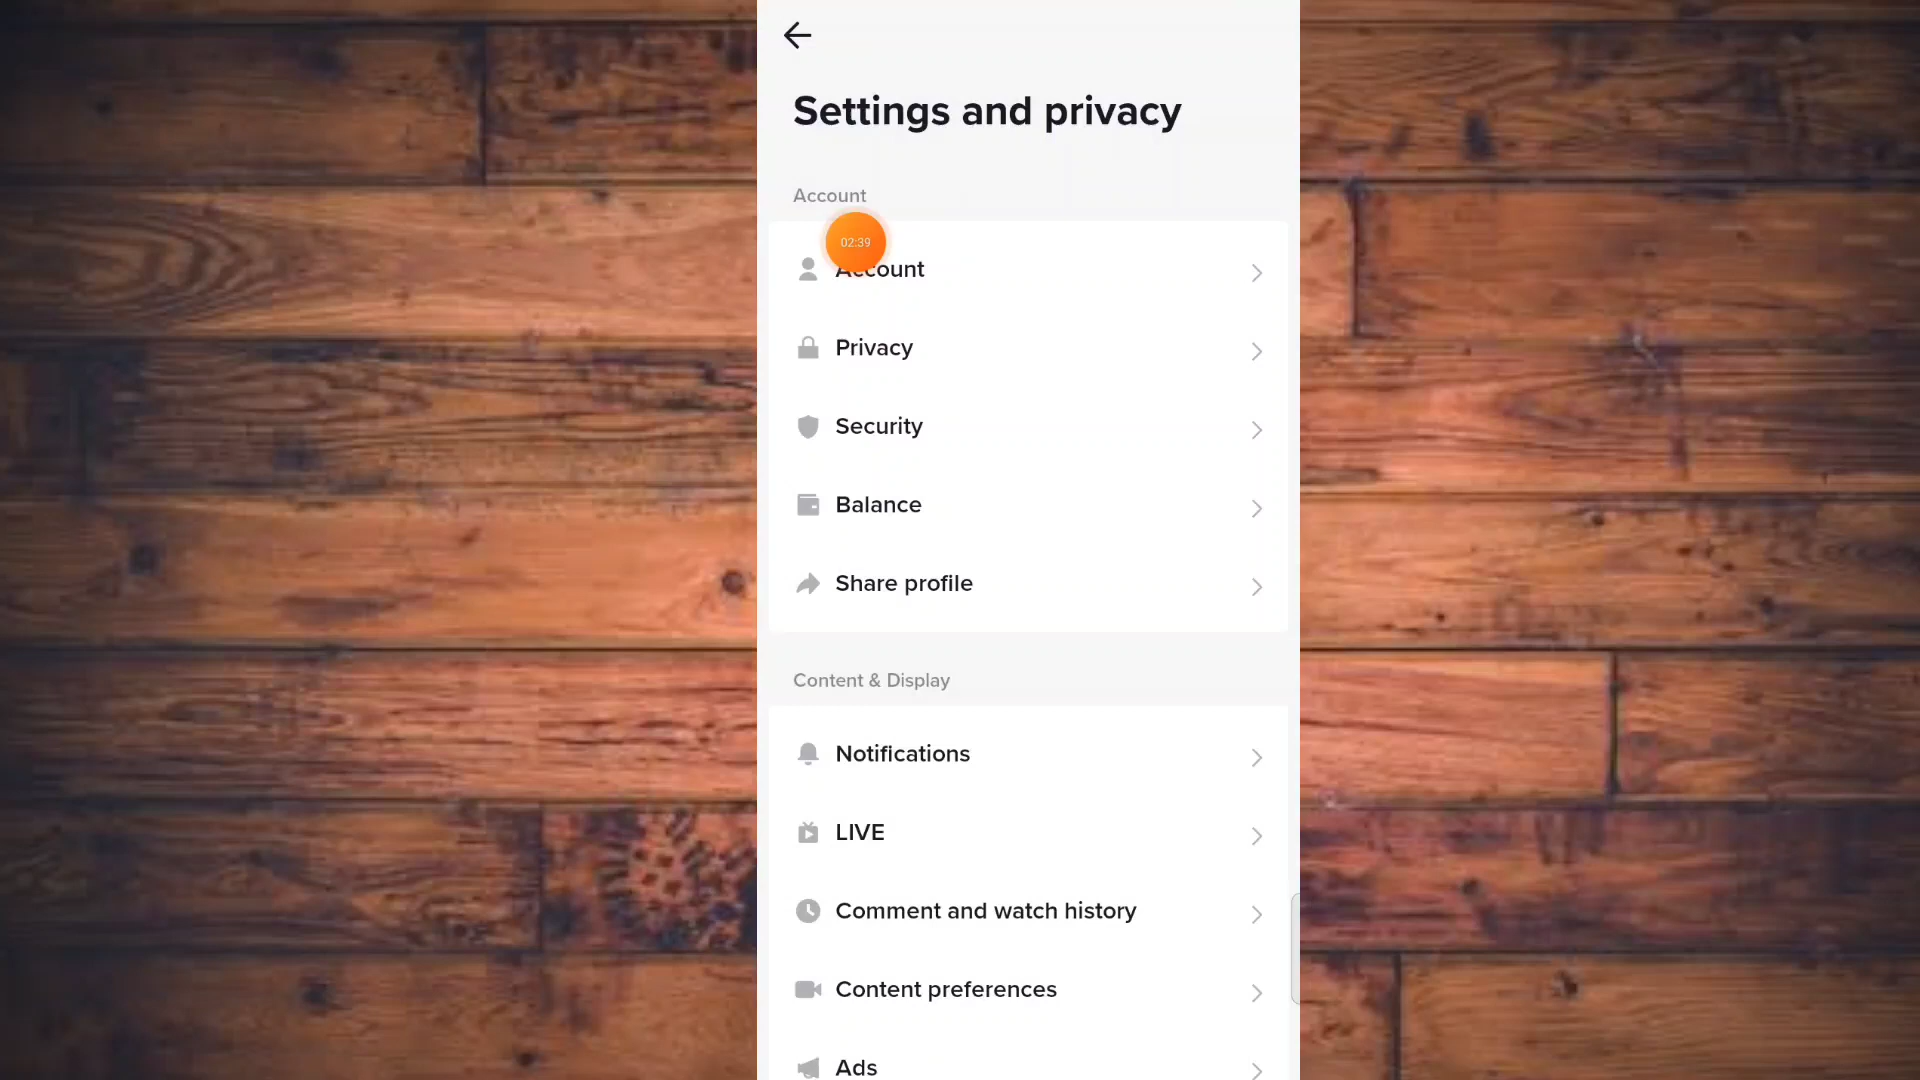 Settings and privacy
Account
02:39
Account
Privacy
Security
Balance
Share profile
Content & Display
Notifications
LIVE
Comment and watch history
Content preferences
Ads